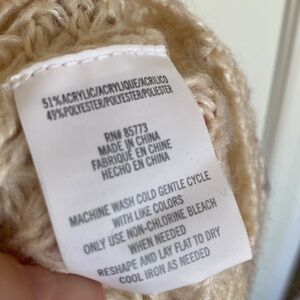 51% ACRYLIC/ACRYLIQUE/ACRILICO
49% POLYESTER/POLYESTER/POLIESTER
RN# 85773
MADE IN CHINA
FABRIQUÉ EN CHINE
HECHO EN CHINA
MACHINE WASH COLD GENTLE CYCLE
WITH LIKE COLORS
ONLY USE NON-CHLORINE BLEACH
WHEN NEEDED
RESHAPE AND LAY FLAT TO DRY
COOL IRON AS NEEDED